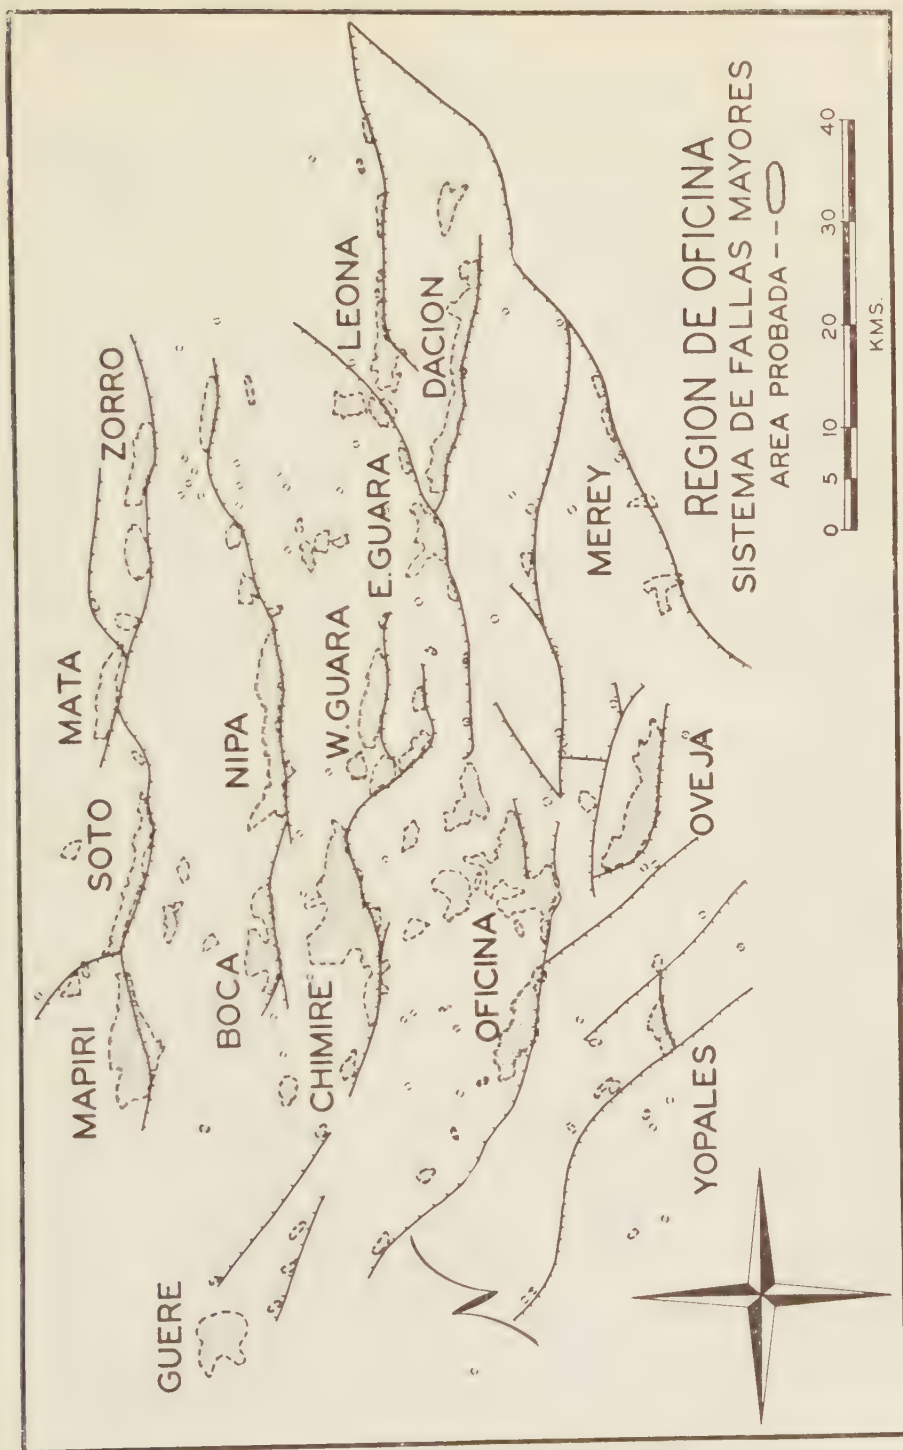 GUERE
MAPIRI
SOTO
MATA
ZORRO
BOCA
NIPA
CHIMIRE
W.GUARA
E.GUARA
LEONA
DACION
OFICINA
MEREY
YOPALES
OVEJA
N
REGION DE OFICINA
SISTEMA DE FALLAS MAYORES
AREA PROBADA --
0 5 10 20 30 40
KMS.